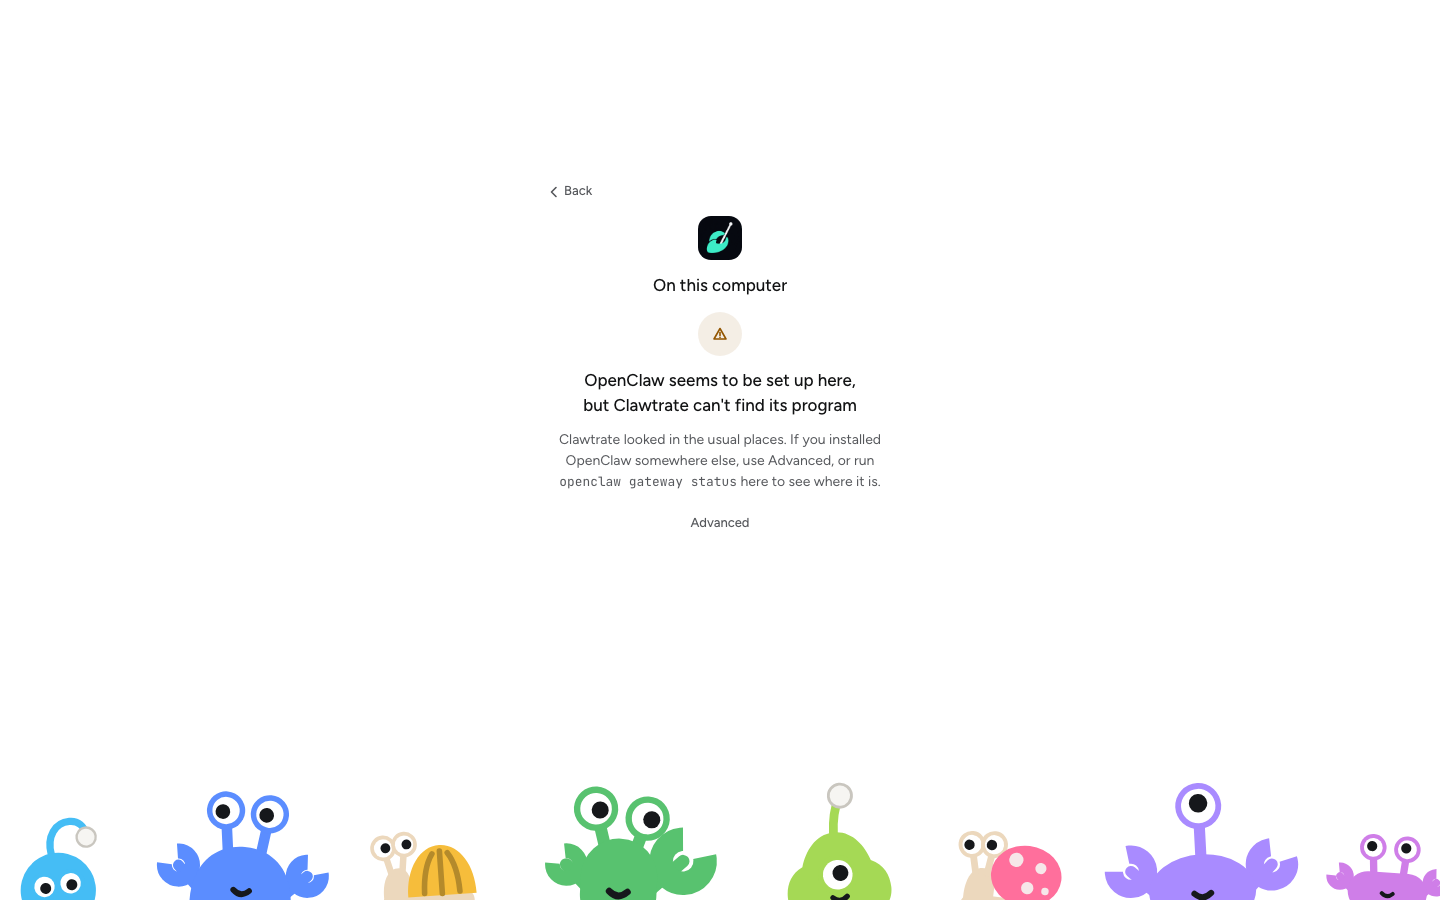 Back
On this computer
OpenClaw seems to be set up here,
but Clawtrate can't find its program
Clawtrate looked in the usual places. If you installed
OpenClaw somewhere else, use Advanced, or run
openclaw gateway status here to see where it is.
Advanced